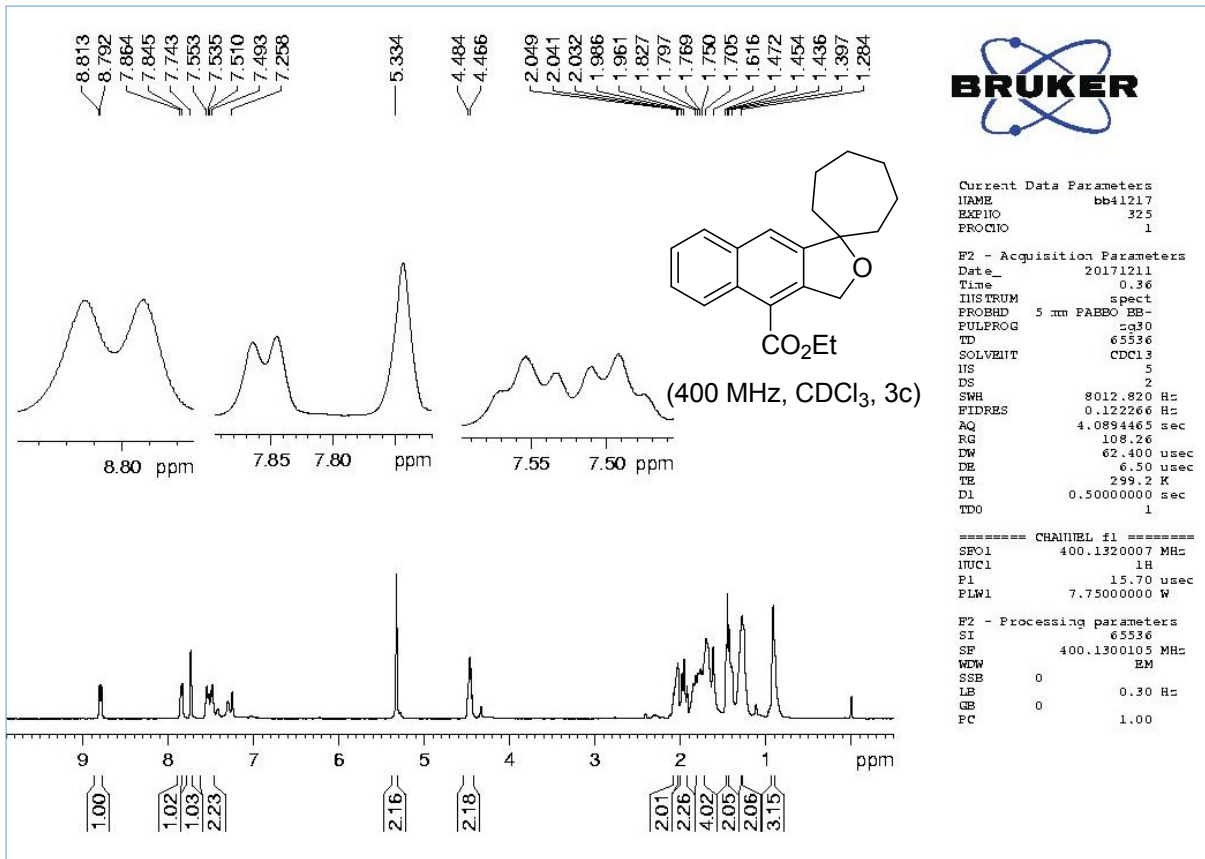 8.813 8.792 7.864 7.845 7.743 7.553 7.535 7.510 7.493 7.258 5.334 4.484 4.466 2.049 2.041 2.032 1.986 1.961 1.827 1.797 1.769 1.750 1.705 1.616 1.472 1.454 1.436 1.397 1.284
BRUKER
O
CO2Et
(400 MHz, CDCl3, 3c)
8.80 ppm
7.85 7.80 ppm
7.55 7.50 ppm
9 8 7 6 5 4 3 2 1 ppm
1.00 1.02 1.03 2.23 2.16 2.18 2.01 2.26 4.02 2.05 2.06 3.15
Current Data Parameters
NAME bb41217
EXPNO 325
PROCNO 1
F2 - Acquisition Parameters
Date_ 20171211
Time 0.36
INSTRUM spect
PROBHD 5 mm PABBO BB-
PULPROG zg30
TD 65536
SOLVENT CDCl3
NS 5
DS 2
SWH 8012.820 Hz
FIDRES 0.122266 Hz
AQ 4.0894465 sec
RG 108.26
DW 62.400 usec
DE 6.50 usec
TE 299.2 K
D1 0.50000000 sec
TD0 1
======== CHANNEL f1 ========
SFO1 400.1320007 MHz
NUC1 1H
P1 15.70 usec
PLW1 7.75000000 W
F2 - Processing parameters
SI 65536
SF 400.1300105 MHz
WDW EM
SSB 0
LB 0.30 Hz
GB 0
PC 1.00